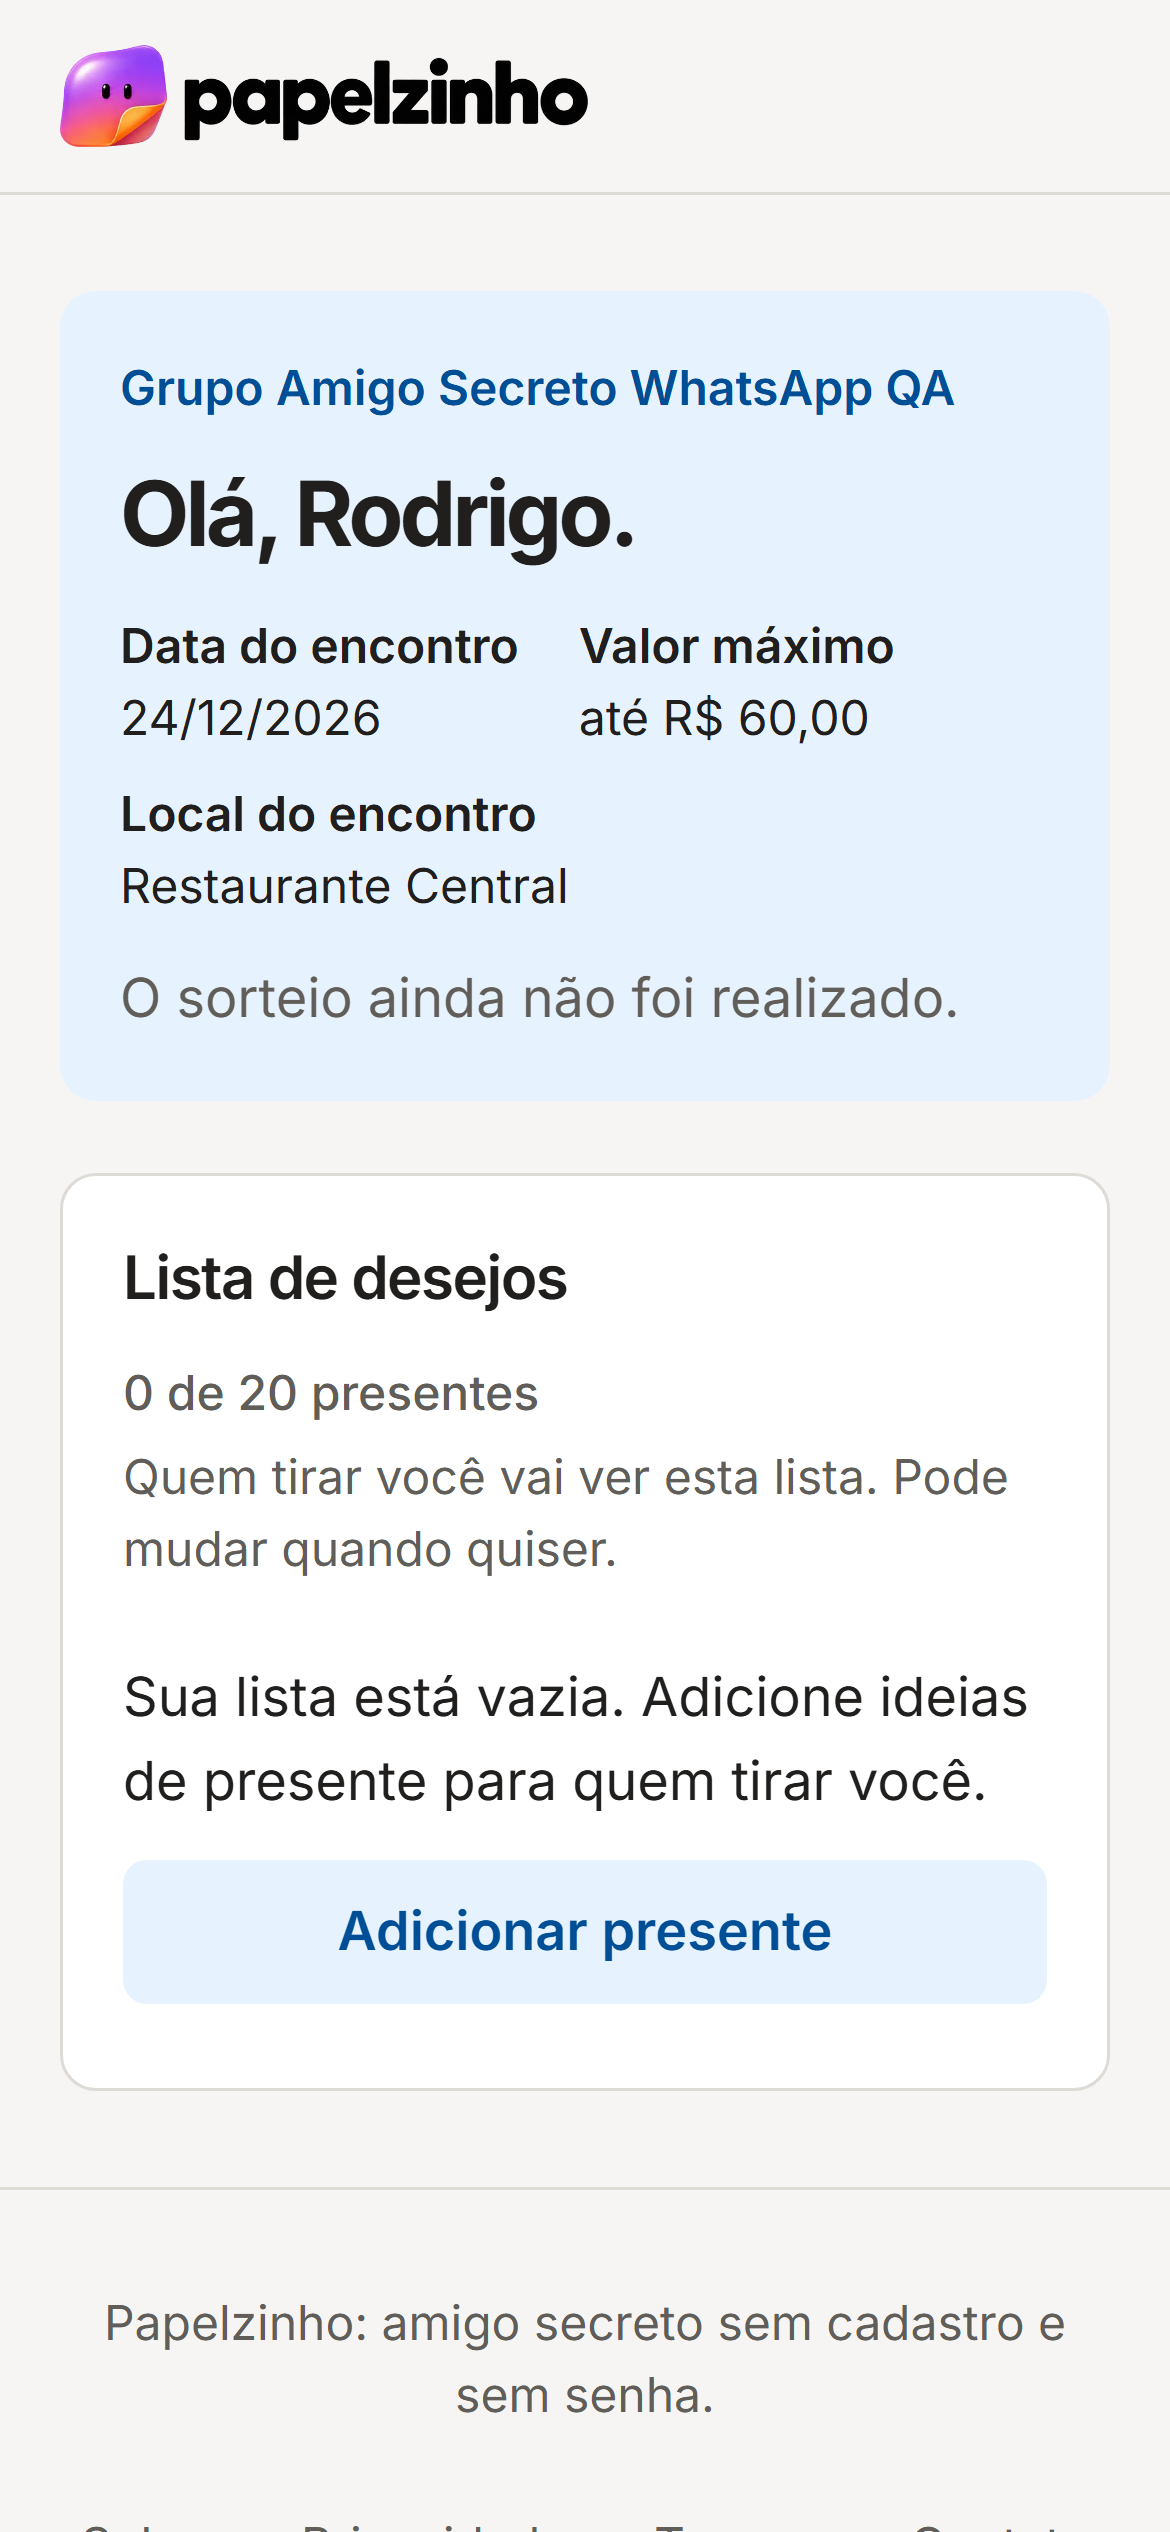 papelzinho
Grupo Amigo Secreto WhatsApp QA
Olá, Rodrigo.
Data do encontro Valor máximo
24/12/2026 até R$ 60,00
Local do encontro
Restaurante Central
O sorteio ainda não foi realizado.
Lista de desejos
0 de 20 presentes
Quem tirar você vai ver esta lista. Pode
mudar quando quiser.
Sua lista está vazia. Adicione ideias
de presente para quem tirar você.
Adicionar presente
Papelzinho: amigo secreto sem cadastro e
sem senha.